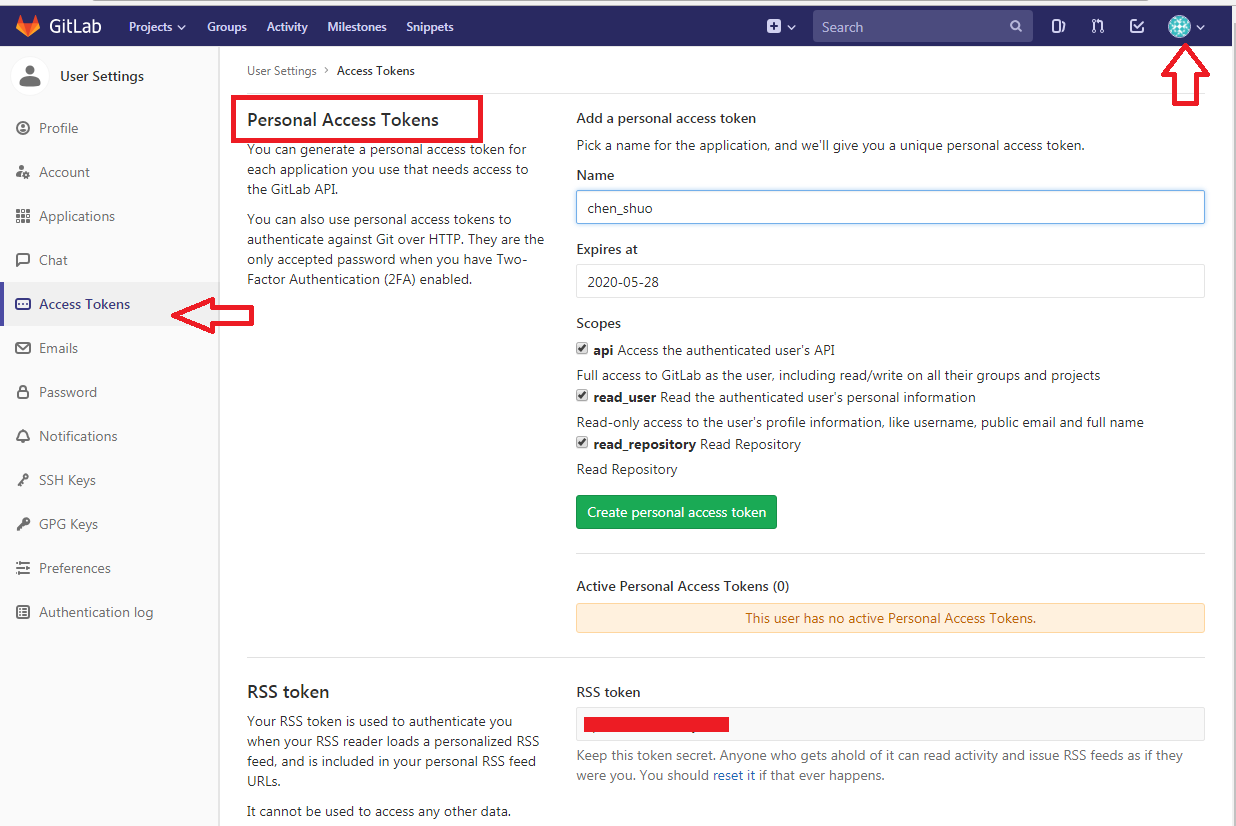 GitLab Projects Groups Activity Milestones Snippets Search
User Settings
User Settings › Access Tokens
Profile
Account
Applications
Chat
Access Tokens
Emails
Password
Notifications
SSH Keys
GPG Keys
Preferences
Authentication log
Personal Access Tokens
You can generate a personal access token for
each application you use that needs access to
the GitLab API.
You can also use personal access tokens to
authenticate against Git over HTTP. They are the
only accepted password when you have Two-
Factor Authentication (2FA) enabled.
Add a personal access token
Pick a name for the application, and we'll give you a unique personal access token.
Name
chen_shuo
Expires at
2020-05-28
Scopes
api Access the authenticated user's API
Full access to GitLab as the user, including read/write on all their groups and projects
read_user Read the authenticated user's personal information
Read-only access to the user's profile information, like username, public email and full name
read_repository Read Repository
Read Repository
Create personal access token
Active Personal Access Tokens (0)
This user has no active Personal Access Tokens.
RSS token
Your RSS token is used to authenticate you
when your RSS reader loads a personalized RSS
feed, and is included in your personal RSS feed
URLs.
It cannot be used to access any other data.
RSS token
Keep this token secret. Anyone who gets ahold of it can read activity and issue RSS feeds as if they
were you. You should reset it if that ever happens.